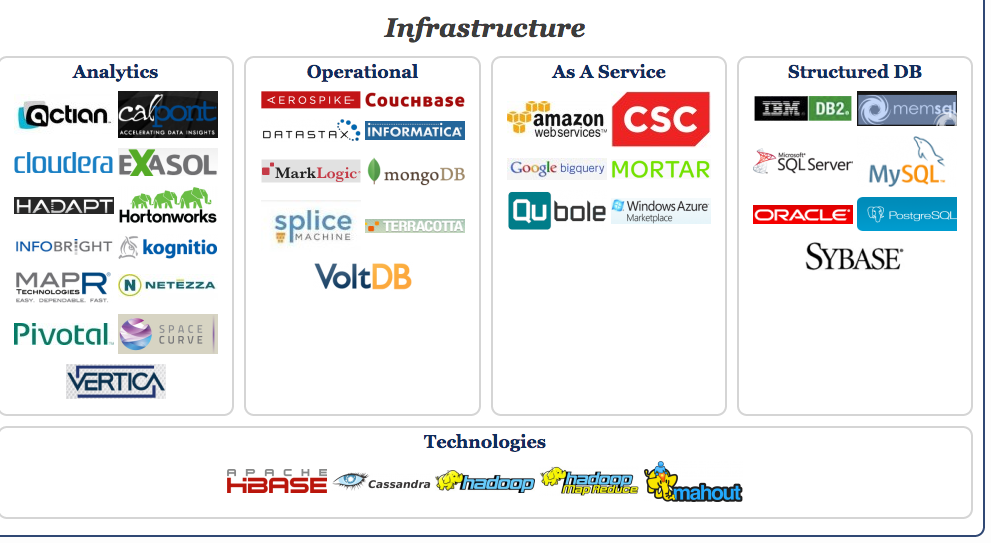 Infrastructure
Analytics
Actian
calpont
ACCELERATING DATA INSIGHTS
cloudera
EXASOL
HADAPT
Hortonworks
INFOBRIGHT
kognitio
MAPR
TECHNOLOGIES
EASY. DEPENDABLE. FAST.
N NETEZZA
Pivotal
SPACE
CURVE
VERTICA
Operational
AEROSPIKE
COUCHBASE
DATASTAX
INFORMATICA
MarkLogic
mongoDB
splice
MACHINE
TERRACOTTA
VoltDB
As A Service
amazon
webservices™
CSC
Google bigquery
MORTAR
Qubole
Windows Azure
Marketplace
Structured DB
IBM DB2.
memsql
Microsoft
SQL Server
MySQL
ORACLE
PostgreSQL
SYBASE
Technologies
APACHE
HBASE
Cassandra
hadoop
hadoop
Map Reduce
mahout